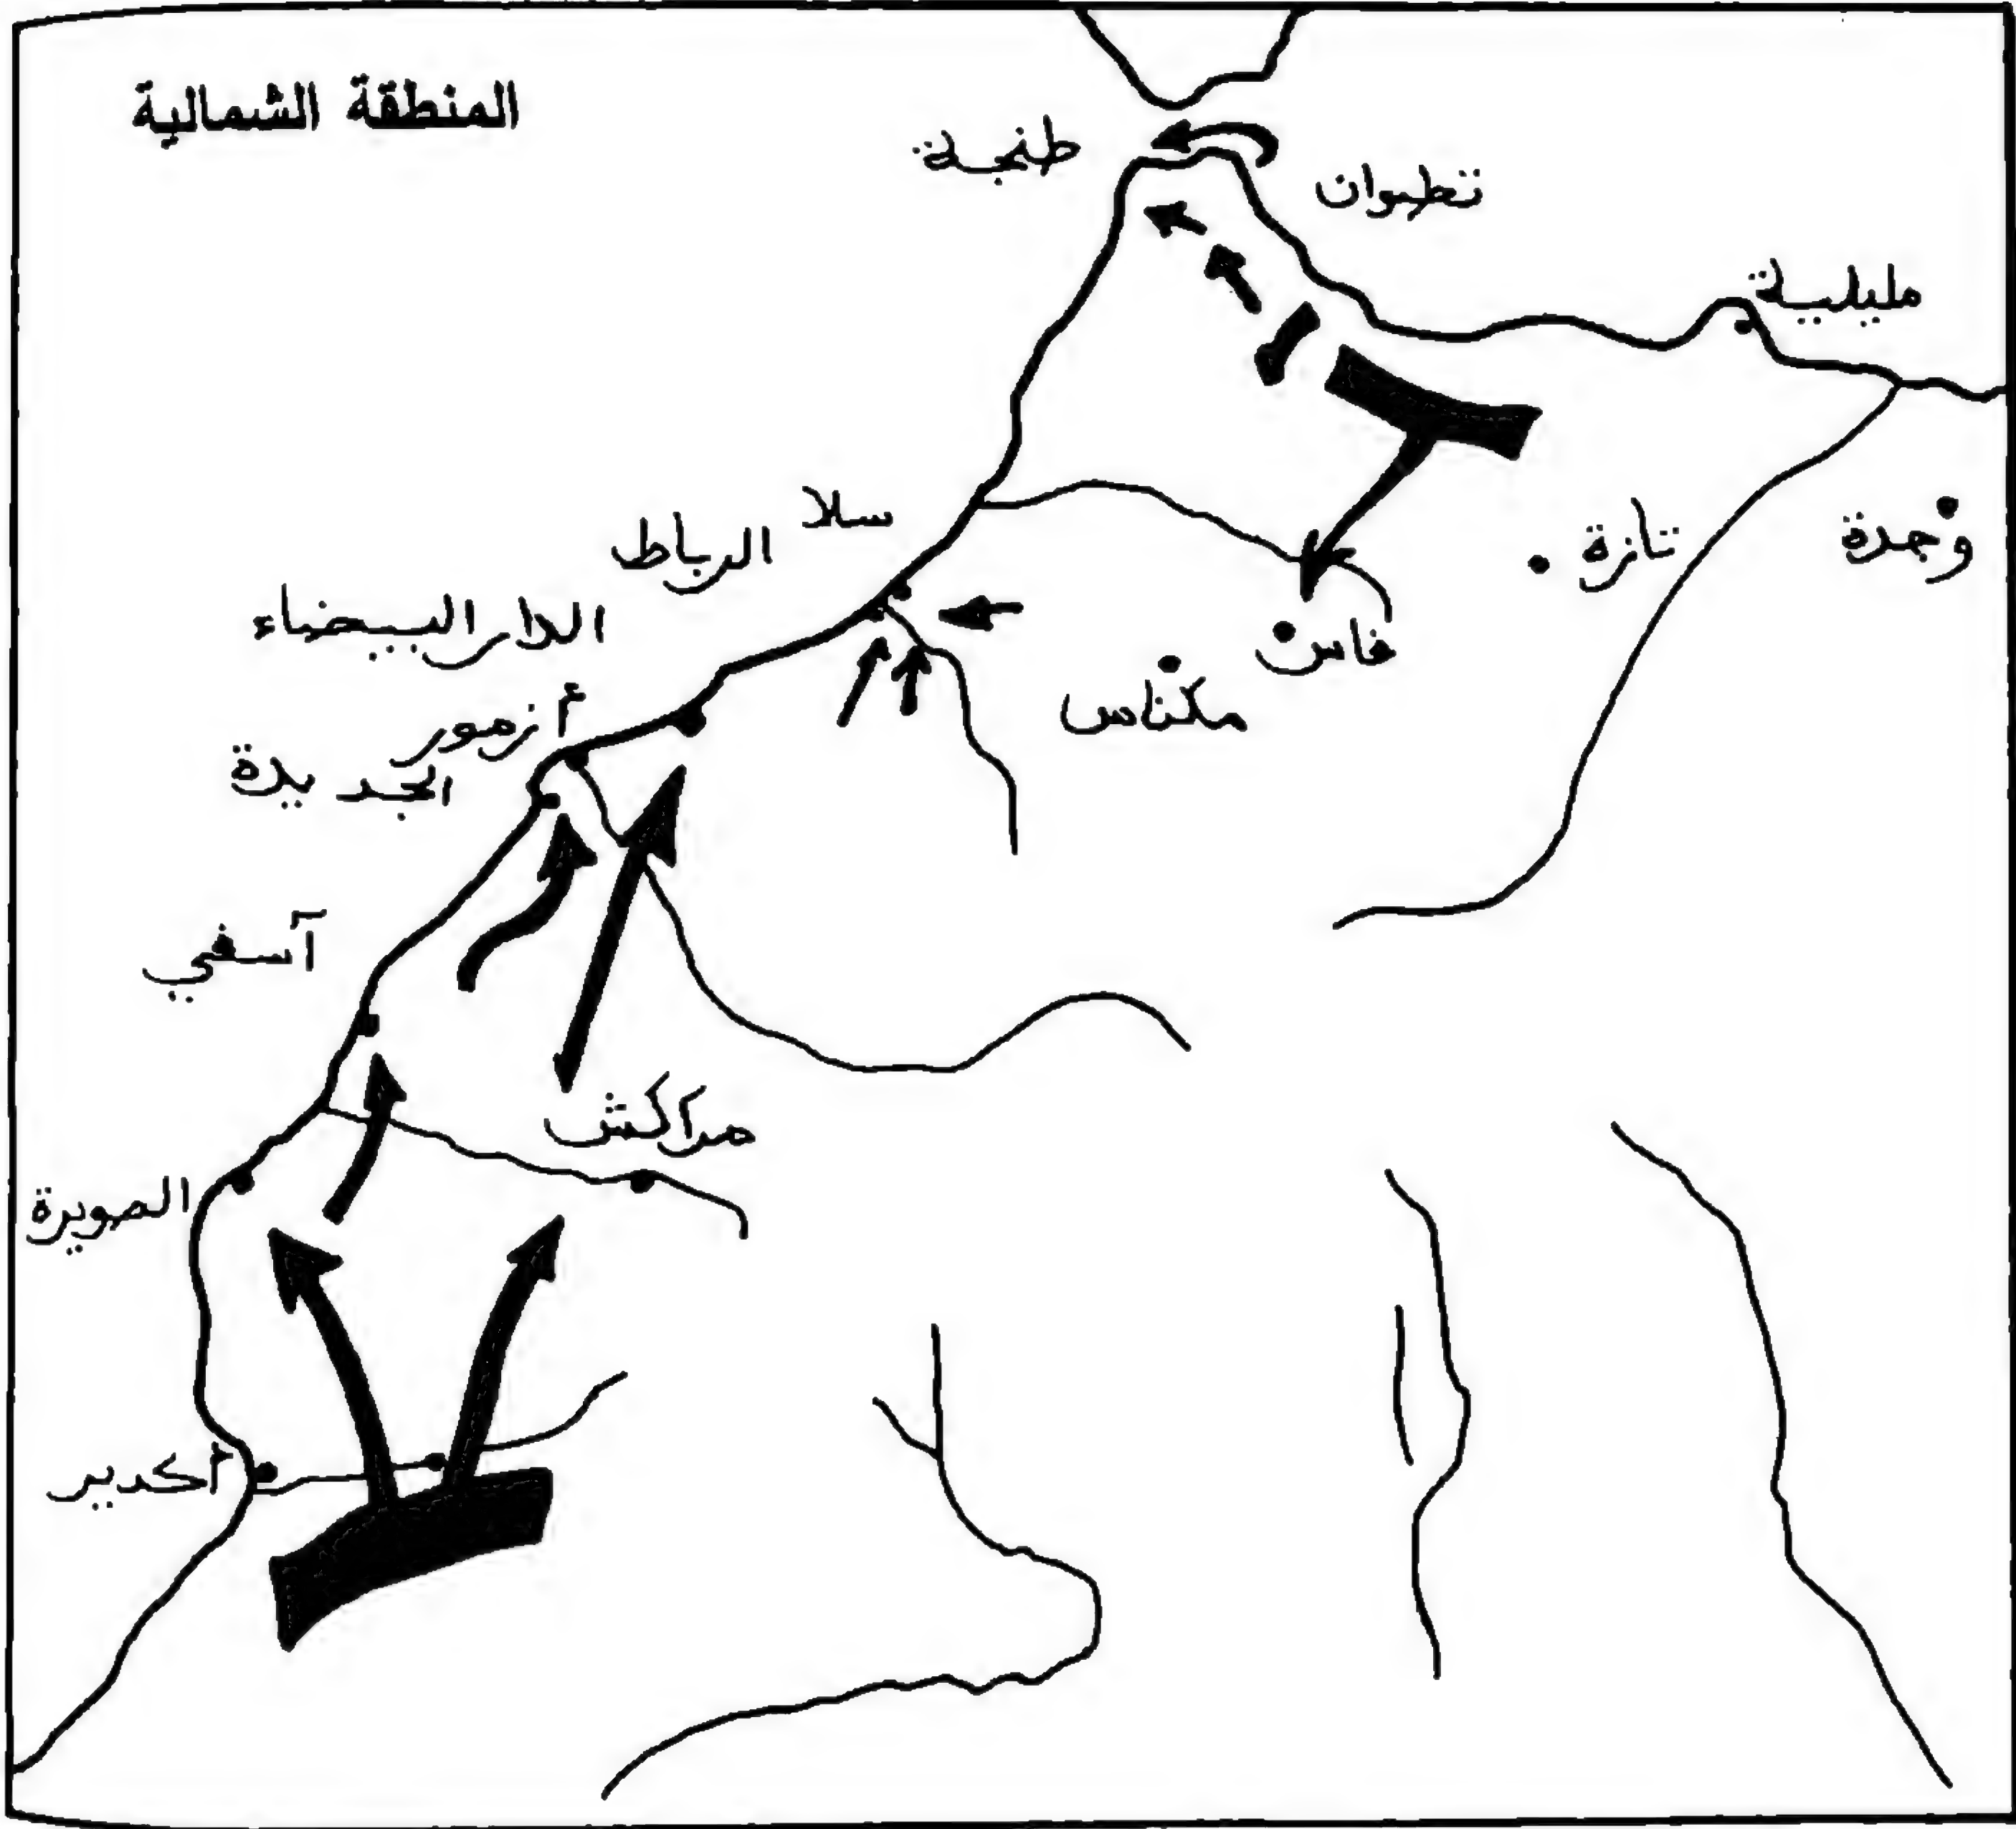 المنطقة الشمالية
طنجة
تطوان
مليلية
سلا
الرباط
وجدة
تازة
الدار البيضاء
فاس
مكناس
أزمور
الجديدة
آسفي
مراكش
الصويرة
أكدير